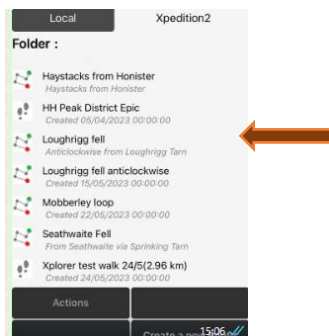 Local Xpedition2
Folder :
Haystacks from Honister
Haystacks from Honister
HH Peak District Epic
Created 05/04/2023 00:00:00
Loughrigg fell
Anticlockwise from Loughrigg Tarn
Loughrigg fell anticlockwise
Created 15/05/2023 00:00:00
Mobberley loop
Created 22/05/2023 00:00:00
Seathwaite Fell
From Seathwaite via Sprinking Tarn
Xplorer test walk 24/5(2.96 km)
Created 24/05/2023 00:00:00
Actions
Create a new
15:06